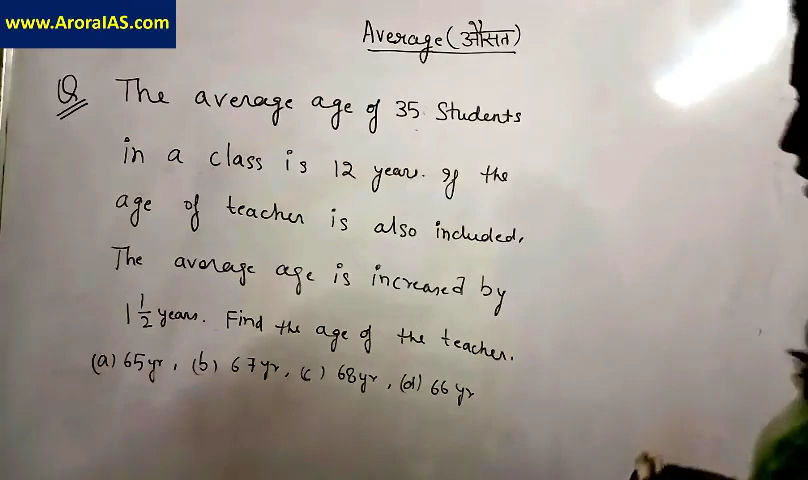 www.AroraIAS.com
Average (औसत)
Q The average age of 35 Students
in a class is 12 year. If the
age of teacher is also included,
The average age is increased by
1 1/2 years. Find the age of the teacher.
(a) 65 yr, (b) 67 yr, (c) 68 yr, (d) 66 yr